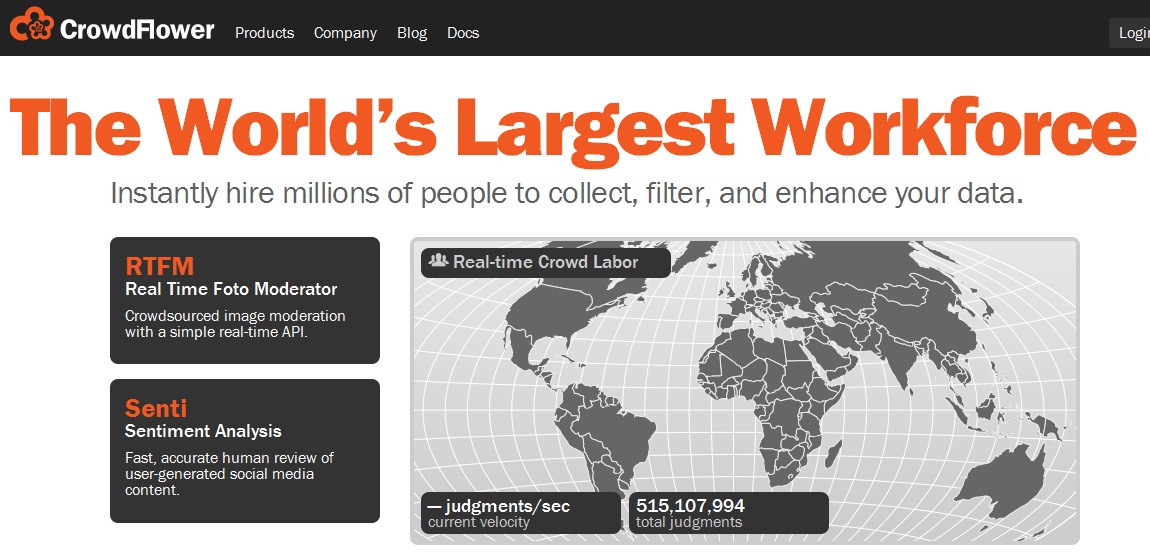 CrowdFlower Products Company Blog Docs Login
The World's Largest Workforce
Instantly hire millions of people to collect, filter, and enhance your data.
RTFM
Real Time Foto Moderator
Crowdsourced image moderation
with a simple real-time API.
Senti
Sentiment Analysis
Fast, accurate human review of
user-generated social media
content.
Real-time Crowd Labor
— judgments/sec
current velocity
515,107,994
total judgments